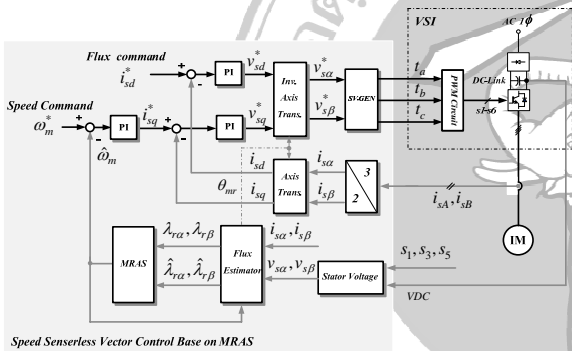 VSI
AC 1ϕ
Flux command
i*sd
+
-
PI
v*sd
Inv.
Axis
Trans.
v*sα
SV-GEN
ta
tb
tc
PWM
Circuit
DC-Link
s1-s6
Speed Command
ω*m
+
-
ω̂m
PI
i*sq
+
-
PI
v*sq
v*sβ
isd
θmr
isq
Axis
Trans.
isα
isβ
3
2
isA, isB
IM
MRAS
λrα, λrβ
λ̂rα, λ̂rβ
Flux
Estimator
isα, isβ
vsα, vsβ
Stator Voltage
s1, s3, s5
VDC
Speed Senserless Vector Control Base on MRAS